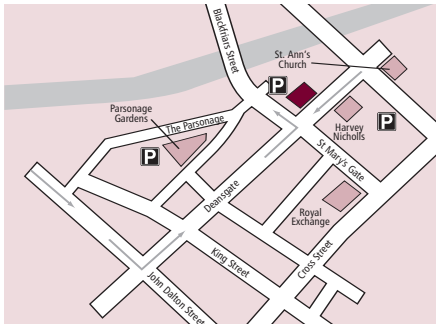 Blackfriars Street
St. Ann's
Church
P
Parsonage
Gardens
The Parsonage
P
Harvey
Nicholls
P
St Mary's Gate
Deansgate
Royal
Exchange
King Street
Cross Street
John Dalton Street